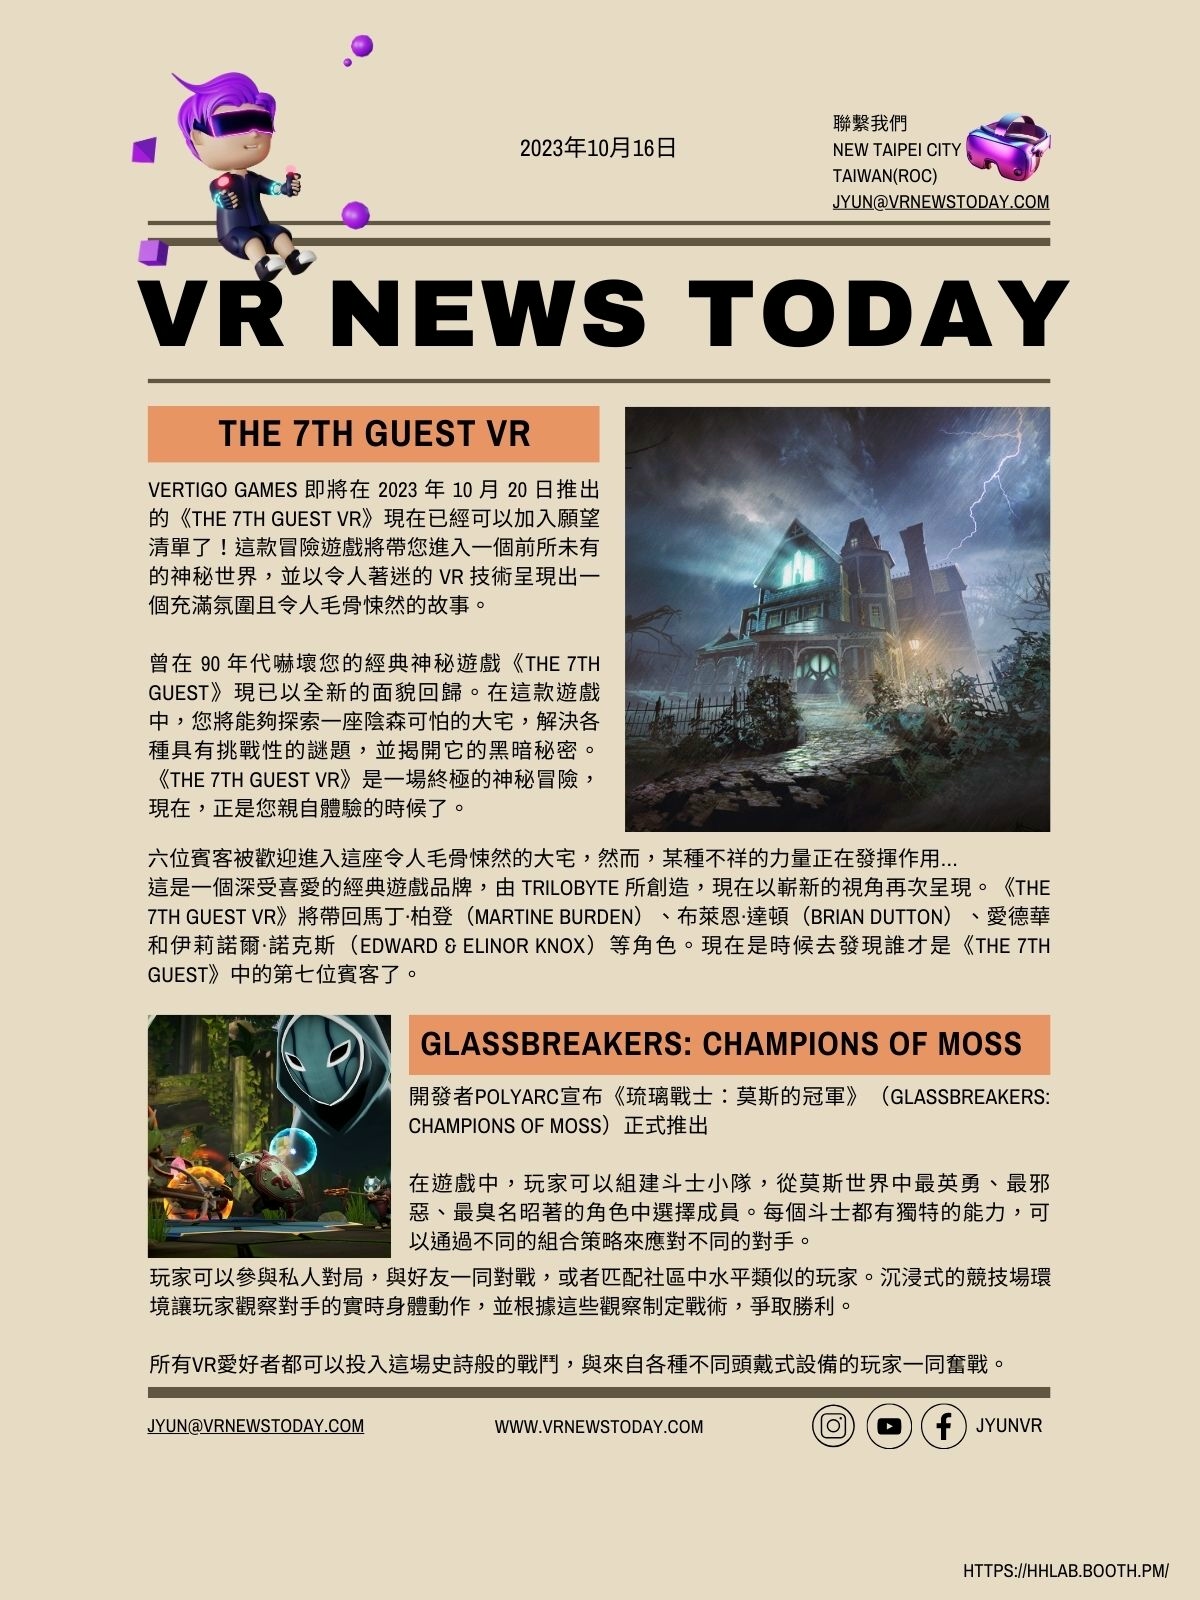 2023年10月16日
聯繫我們
NEW TAIPEI CITY
TAIWAN(ROC)
JYUN@VRNEWSTODAY.COM
VR NEWS TODAY
THE 7TH GUEST VR
VERTIGO GAMES 即將在 2023 年 10 月 20 日推出
的《THE 7TH GUEST VR》現在已經可以加入願望
清單了！這款冒險遊戲將帶您進入一個前所未有
的神秘世界，並以令人著迷的 VR 技術呈現出一
個充滿氛圍且令人毛骨悚然的故事。
曾在 90 年代嚇壞您的經典神秘遊戲《THE 7TH
GUEST》現已以全新的面貌回歸。在這款遊戲
中，您將能夠探索一座陰森可怕的大宅，解決各
種具有挑戰性的謎題，並揭開它的黑暗秘密。
《THE 7TH GUEST VR》是一場終極的神秘冒險，
現在，正是您親自體驗的時候了。
六位賓客被歡迎進入這座令人毛骨悚然的大宅，然而，某種不祥的力量正在發揮作用...
這是一個深受喜愛的經典遊戲品牌，由 TRILOBYTE 所創造，現在以嶄新的視角再次呈現。《THE
7TH GUEST VR》將帶回馬丁·柏登（MARTINE BURDEN）、布萊恩·達頓（BRIAN DUTTON）、愛德華
和伊莉諾爾·諾克斯（EDWARD & ELINOR KNOX）等角色。現在是時候去發現誰才是《THE 7TH
GUEST》中的第七位賓客了。
GLASSBREAKERS: CHAMPIONS OF MOSS
開發者POLYARC宣布《琉璃戰士：莫斯的冠軍》（GLASSBREAKERS:
CHAMPIONS OF MOSS）正式推出
在遊戲中，玩家可以組建斗士小隊，從莫斯世界中最英勇、最邪
惡、最臭名昭著的角色中選擇成員。每個斗士都有獨特的能力，可
以通過不同的組合策略來應對不同的對手。
玩家可以參與私人對局，與好友一同對戰，或者匹配社區中水平類似的玩家。沉浸式的競技場環
境讓玩家觀察對手的實時身體動作，並根據這些觀察制定戰術，爭取勝利。
所有VR愛好者都可以投入這場史詩般的戰鬥，與來自各種不同頭戴式設備的玩家一同奮戰。
JYUN@VRNEWSTODAY.COM
WWW.VRNEWSTODAY.COM
JYUNVR
HTTPS://HHLAB.BOOTH.PM/